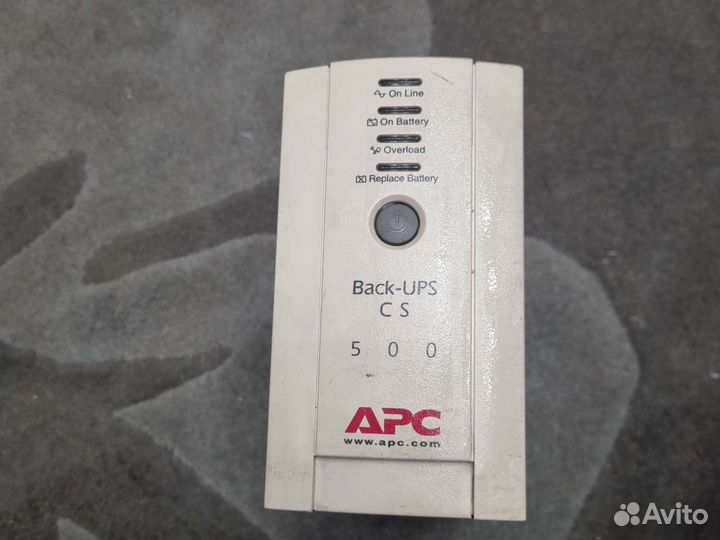 On Line
On Battery
Overload
Replace Battery
Back-UPS
C S
5 0 0
APC
www.apc.com
Avito